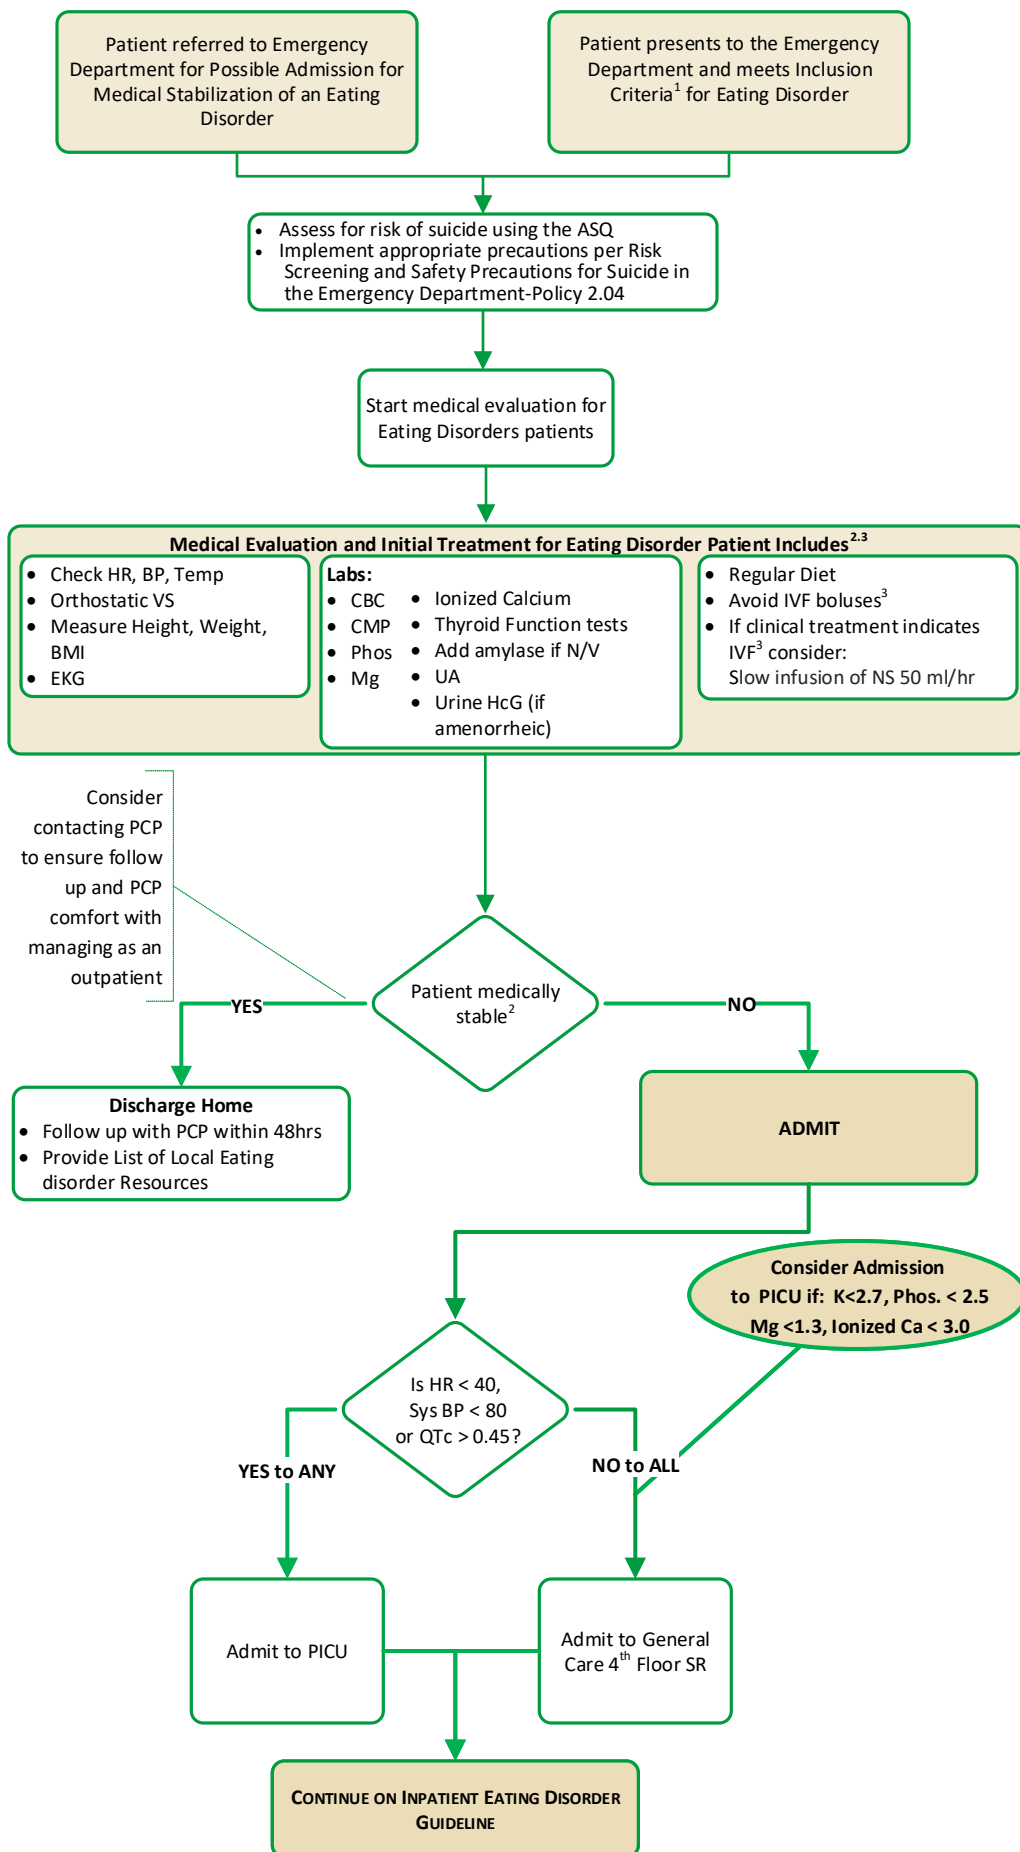 Patient referred to Emergency
Department for Possible Admission for
Medical Stabilization of an Eating
Disorder
Patient presents to the Emergency
Department and meets Inclusion
Criteria1 for Eating Disorder
• Assess for risk of suicide using the ASQ
• Implement appropriate precautions per Risk
Screening and Safety Precautions for Suicide in
the Emergency Department-Policy 2.04
Start medical evaluation for
Eating Disorders patients
Medical Evaluation and Initial Treatment for Eating Disorder Patient Includes2.3
• Check HR, BP, Temp
• Orthostatic VS
• Measure Height, Weight,
BMI
• EKG
Labs:
• CBC
• CMP
• Phos
• Mg
• Ionized Calcium
• Thyroid Function tests
• Add amylase if N/V
• UA
• Urine HcG (if
amenorrheic)
• Regular Diet
• Avoid IVF boluses3
• If clinical treatment indicates
IVF3 consider:
Slow infusion of NS 50 ml/hr
Consider
contacting PCP
to ensure follow
up and PCP
comfort with
managing as an
outpatient
Patient medically
stable2
YES
NO
Discharge Home
• Follow up with PCP within 48hrs
• Provide List of Local Eating
disorder Resources
ADMIT
Consider Admission
to PICU if: K<2.7, Phos. < 2.5
Mg <1.3, Ionized Ca < 3.0
Is HR < 40,
Sys BP < 80
or QTc > 0.45?
YES to ANY
NO to ALL
Admit to PICU
Admit to General
Care 4th Floor SR
CONTINUE ON INPATIENT EATING DISORDER
GUIDELINE